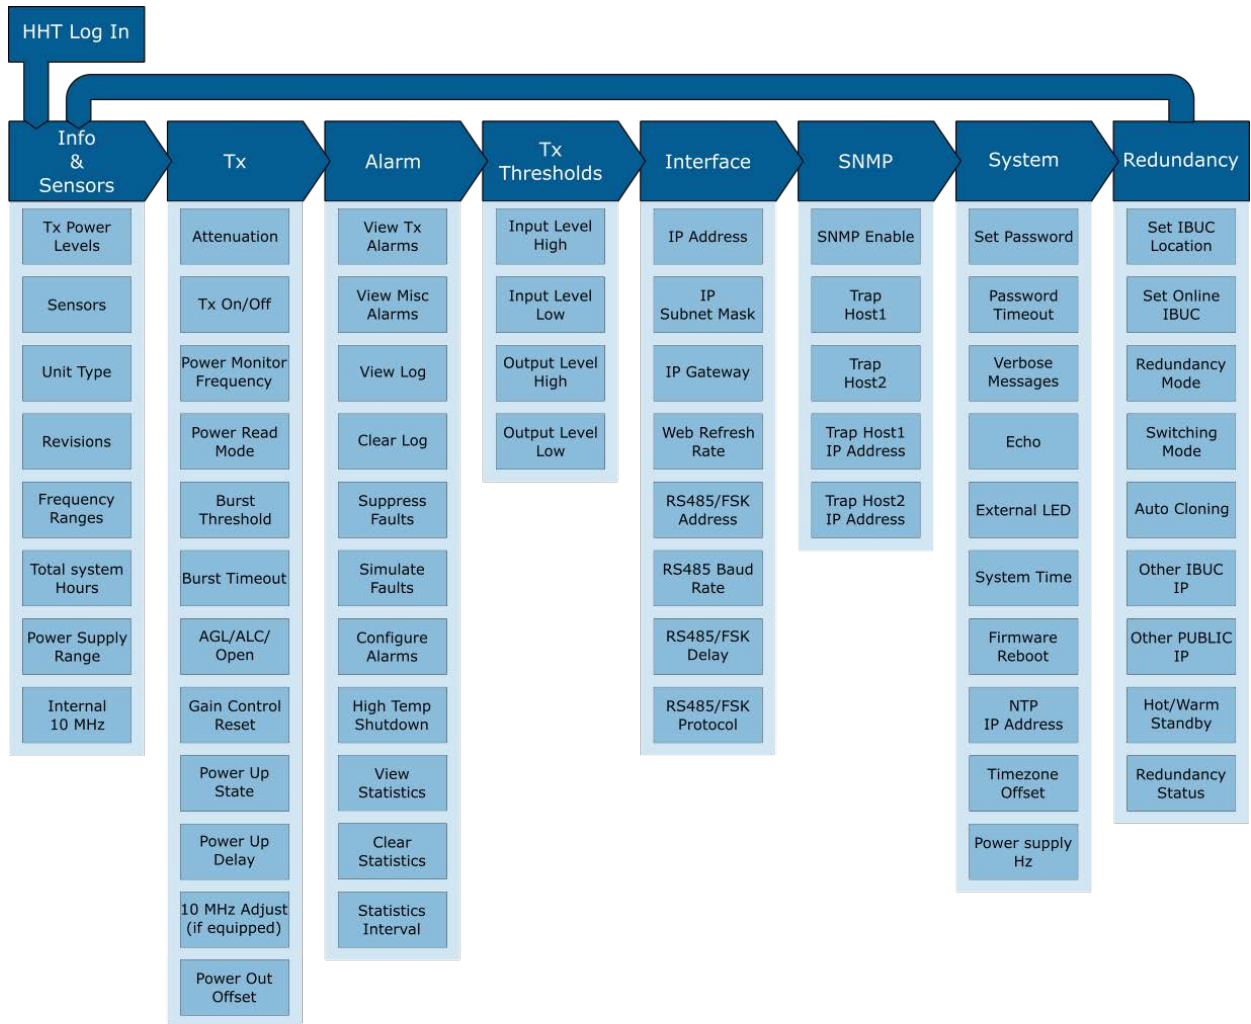 HHT Log In
Info
&
Sensors
Tx
Alarm
Tx
Thresholds
Interface
SNMP
System
Redundancy
Tx Power
Levels
Sensors
Unit Type
Revisions
Frequency
Ranges
Total system
Hours
Power Supply
Range
Internal
10 MHz
Attenuation
Tx On/Off
Power Monitor
Frequency
Power Read
Mode
Burst
Threshold
Burst Timeout
AGL/ALC/
Open
Gain Control
Reset
Power Up
State
Power Up
Delay
10 MHz Adjust
(if equipped)
Power Out
Offset
View Tx
Alarms
View Misc
Alarms
View Log
Clear Log
Suppress
Faults
Simulate
Faults
Configure
Alarms
High Temp
Shutdown
View
Statistics
Clear
Statistics
Statistics
Interval
Input Level
High
Input Level
Low
Output Level
High
Output Level
Low
IP Address
IP
Subnet Mask
IP Gateway
Web Refresh
Rate
RS485/FSK
Address
RS485 Baud
Rate
RS485/FSK
Delay
RS485/FSK
Protocol
SNMP Enable
Trap
Host1
Trap
Host2
Trap Host1
IP Address
Trap Host2
IP Address
Set Password
Password
Timeout
Verbose
Messages
Echo
External LED
System Time
Firmware
Reboot
NTP
IP Address
Timezone
Offset
Power supply
Hz
Set IBUC
Location
Set Online
IBUC
Redundancy
Mode
Switching
Mode
Auto Cloning
Other IBUC
IP
Other PUBLIC
IP
Hot/Warm
Standby
Redundancy
Status